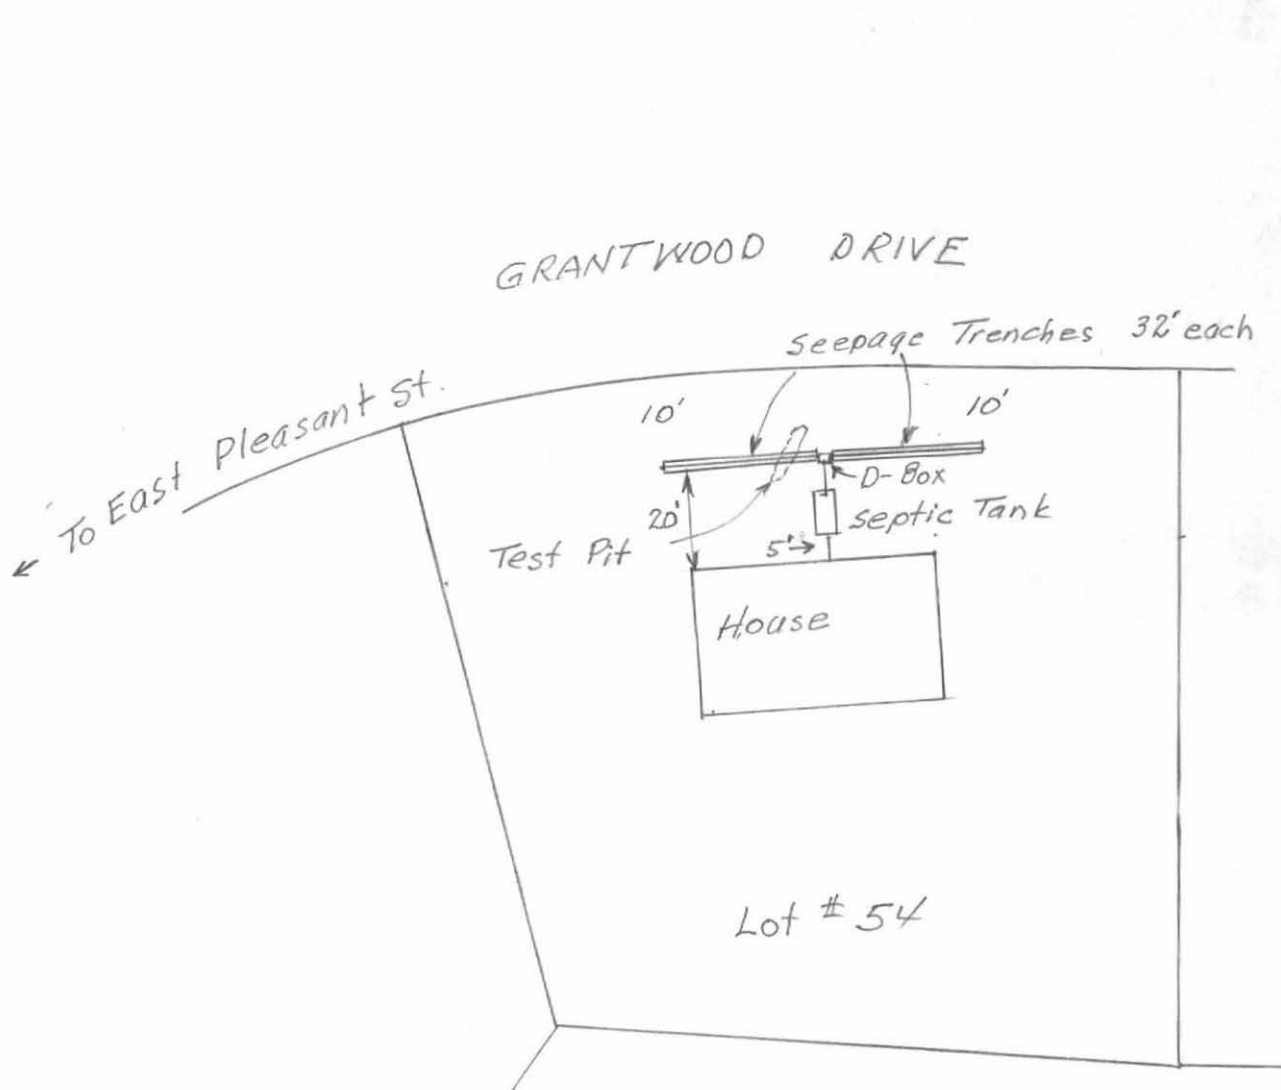 GRANTWOOD DRIVE
Seepage Trenches 32' each
To East Pleasant St.
10'
10'
D-Box
20'
Septic Tank
Test Pit
5'
House
Lot # 54